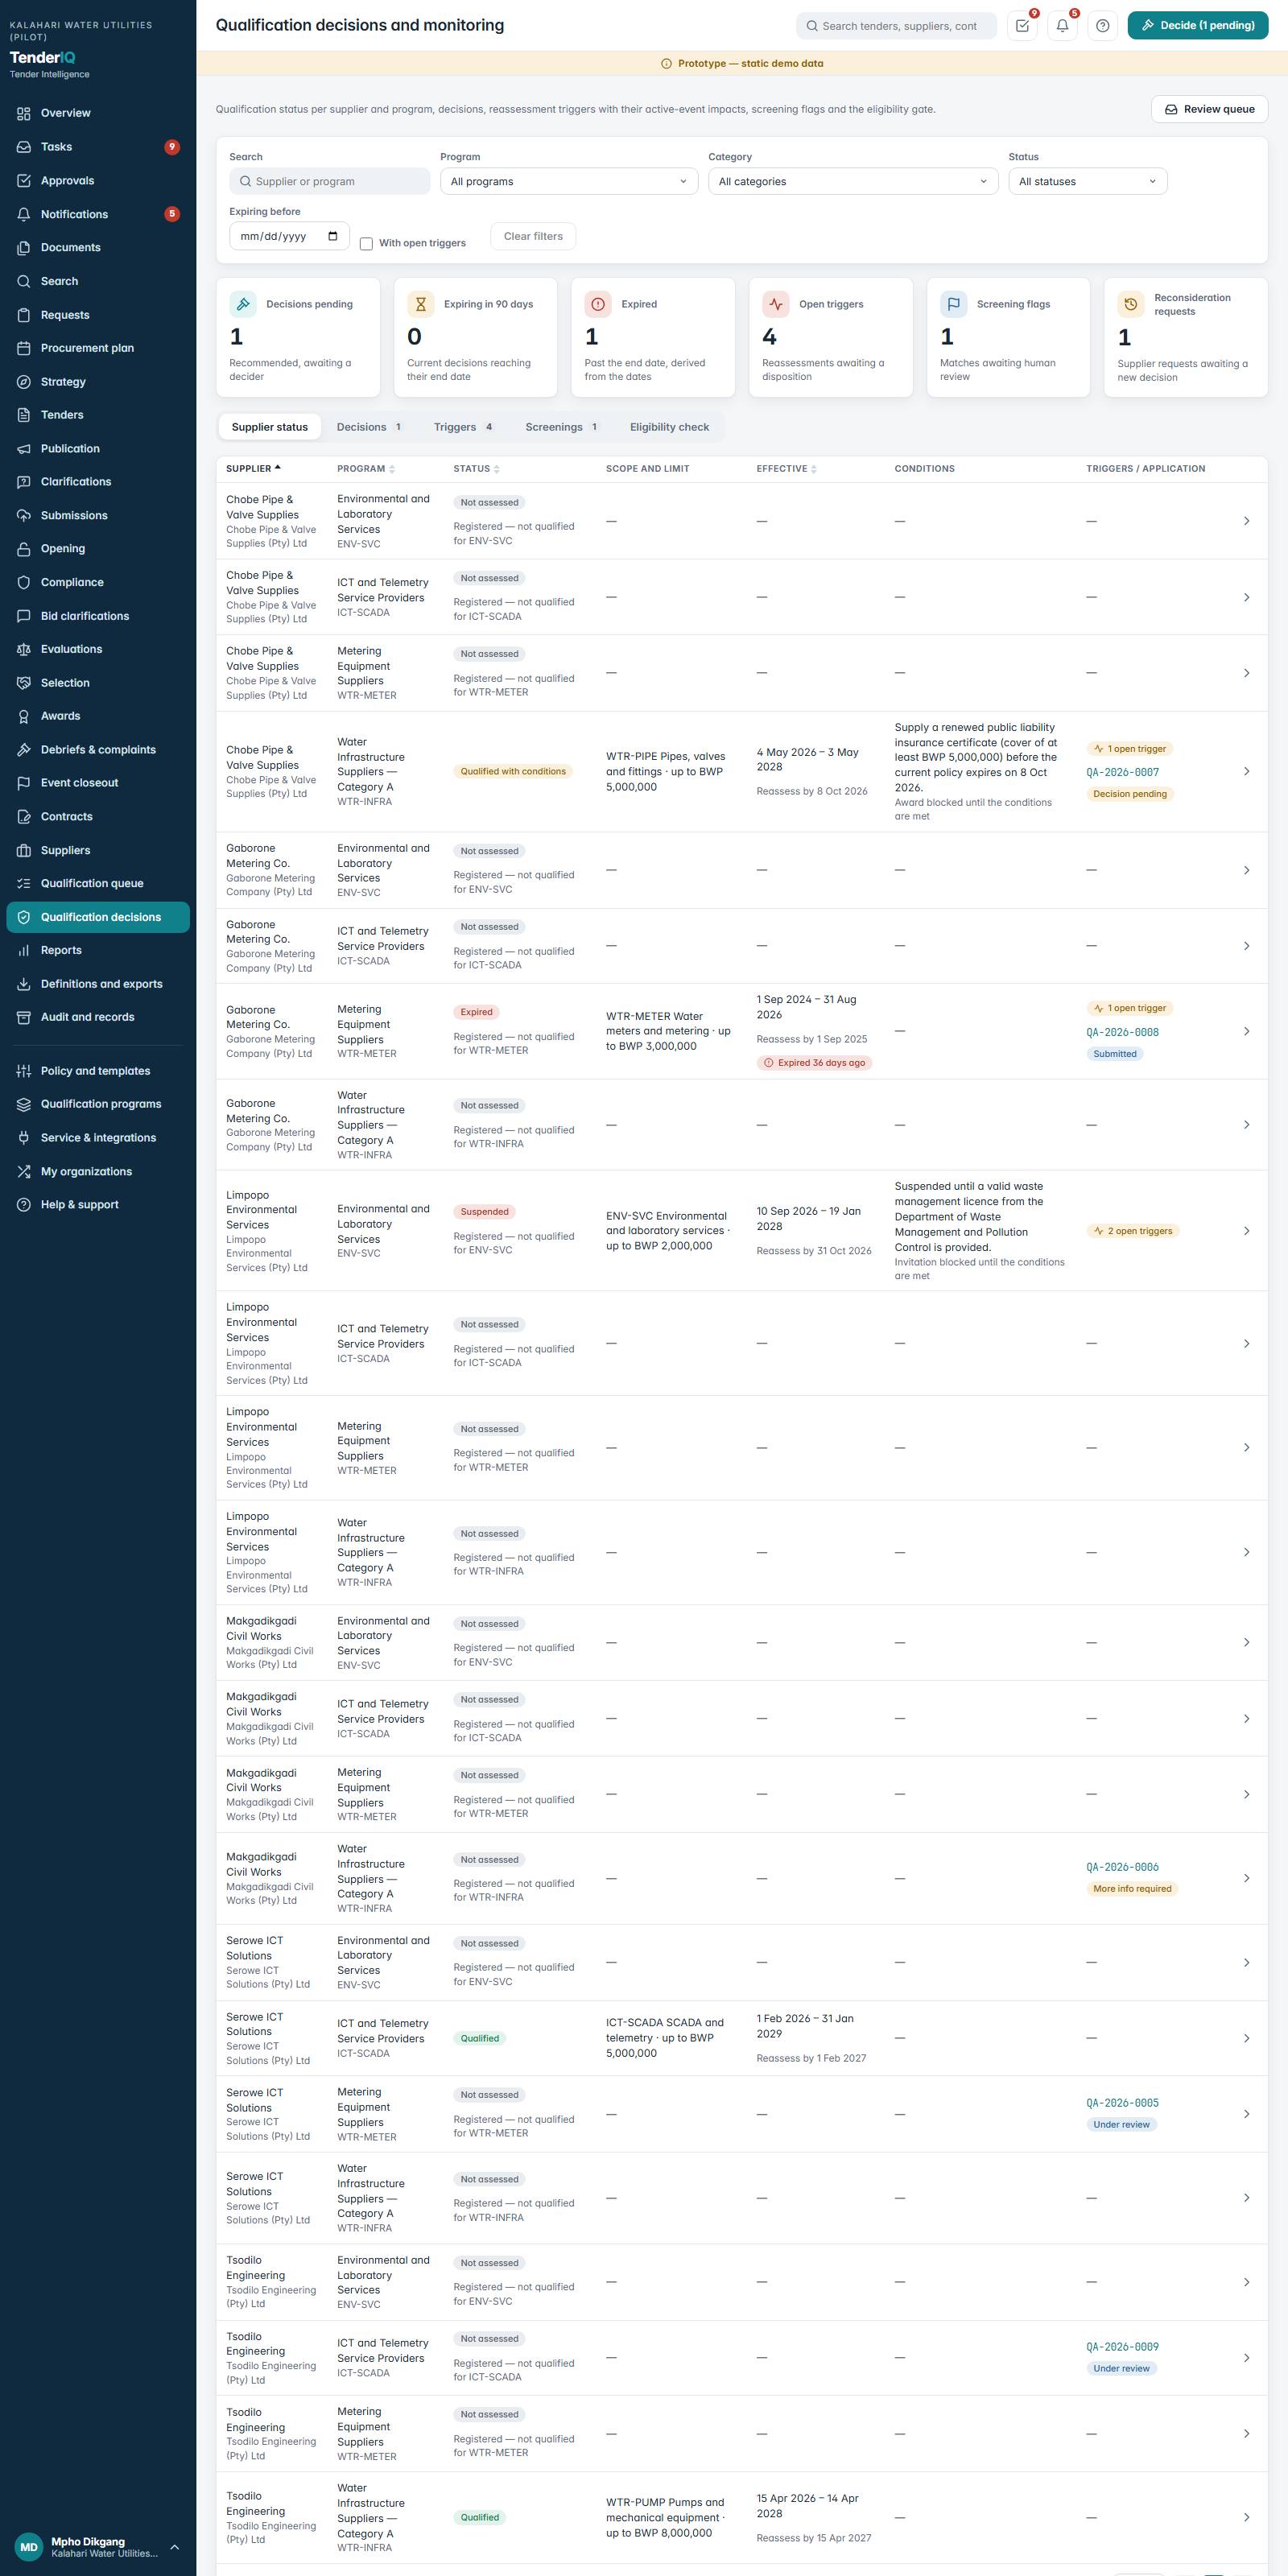 KALAHARI WATER UTILITIES
(PILOT)
TenderIQ
Tender Intelligence
Overview
Tasks 9
Approvals
Notifications 5
Documents
Search
Requests
Procurement plan
Strategy
Tenders
Publication
Clarifications
Submissions
Opening
Compliance
Bid clarifications
Evaluations
Selection
Awards
Debriefs & complaints
Event closeout
Contracts
Suppliers
Qualification queue
Qualification decisions
Reports
Definitions and exports
Audit and records
Policy and templates
Qualification programs
Service & integrations
My organizations
Help & support
MD Mpho Dikgang
Kalahari Water Utilities...
Qualification decisions and monitoring
Search tenders, suppliers, cont
9
5
Decide (1 pending)
Prototype — static demo data
Qualification status per supplier and program, decisions, reassessment triggers with their active-event impacts, screening flags and the eligibility gate.
Review queue
Search Program Category Status
Supplier or program All programs All categories All statuses
Expiring before
mm/dd/yyyy With open triggers Clear filters
Decisions pending
1
Recommended, awaiting a
decider
Expiring in 90 days
0
Current decisions reaching
their end date
Expired
1
Past the end date, derived
from the dates
Open triggers
4
Reassessments awaiting a
disposition
Screening flags
1
Matches awaiting human
review
Reconsideration
requests
1
Supplier requests awaiting a
new decision
Supplier status Decisions 1 Triggers 4 Screenings 1 Eligibility check
SUPPLIER PROGRAM STATUS SCOPE AND LIMIT EFFECTIVE CONDITIONS TRIGGERS / APPLICATION
Chobe Pipe &
Valve Supplies
Chobe Pipe & Valve
Supplies (Pty) Ltd
Environmental and
Laboratory
Services
ENV-SVC
Not assessed
Registered — not qualified
for ENV-SVC
— — — —
Chobe Pipe &
Valve Supplies
Chobe Pipe & Valve
Supplies (Pty) Ltd
ICT and Telemetry
Service Providers
ICT-SCADA
Not assessed
Registered — not qualified
for ICT-SCADA
— — — —
Chobe Pipe &
Valve Supplies
Chobe Pipe & Valve
Supplies (Pty) Ltd
Metering
Equipment
Suppliers
WTR-METER
Not assessed
Registered — not qualified
for WTR-METER
— — — —
Chobe Pipe &
Valve Supplies
Chobe Pipe & Valve
Supplies (Pty) Ltd
Water
Infrastructure
Suppliers —
Category A
WTR-INFRA
Qualified with conditions
WTR-PIPE Pipes, valves
and fittings · up to BWP
5,000,000
4 May 2026 – 3 May
2028
Reassess by 8 Oct 2026
Supply a renewed public liability
insurance certificate (cover of at
least BWP 5,000,000) before the
current policy expires on 8 Oct
2026.
Award blocked until the conditions
are met
1 open trigger
QA-2026-0007
Decision pending
Gaborone
Metering Co.
Gaborone Metering
Company (Pty) Ltd
Environmental and
Laboratory
Services
ENV-SVC
Not assessed
Registered — not qualified
for ENV-SVC
— — — —
Gaborone
Metering Co.
Gaborone Metering
Company (Pty) Ltd
ICT and Telemetry
Service Providers
ICT-SCADA
Not assessed
Registered — not qualified
for ICT-SCADA
— — — —
Gaborone
Metering Co.
Gaborone Metering
Company (Pty) Ltd
Metering
Equipment
Suppliers
WTR-METER
Expired
Registered — not qualified
for WTR-METER
WTR-METER Water
meters and metering · up
to BWP 3,000,000
1 Sep 2024 – 31 Aug
2026
Reassess by 1 Sep 2025
Expired 36 days ago
—
1 open trigger
QA-2026-0008
Submitted
Gaborone
Metering Co.
Gaborone Metering
Company (Pty) Ltd
Water
Infrastructure
Suppliers —
Category A
WTR-INFRA
Not assessed
Registered — not qualified
for WTR-INFRA
— — — —
Limpopo
Environmental
Services
Limpopo
Environmental
Services (Pty) Ltd
Environmental and
Laboratory
Services
ENV-SVC
Suspended
Registered — not qualified
for ENV-SVC
ENV-SVC Environmental
and laboratory services ·
up to BWP 2,000,000
10 Sep 2026 – 19 Jan
2028
Reassess by 31 Oct 2026
Suspended until a valid waste
management licence from the
Department of Waste
Management and Pollution
Control is provided.
Invitation blocked until the conditions
are met
2 open triggers
Limpopo
Environmental
Services
Limpopo
Environmental
Services (Pty) Ltd
ICT and Telemetry
Service Providers
ICT-SCADA
Not assessed
Registered — not qualified
for ICT-SCADA
— — — —
Limpopo
Environmental
Services
Limpopo
Environmental
Services (Pty) Ltd
Metering
Equipment
Suppliers
WTR-METER
Not assessed
Registered — not qualified
for WTR-METER
— — — —
Limpopo
Environmental
Services
Limpopo
Environmental
Services (Pty) Ltd
Water
Infrastructure
Suppliers —
Category A
WTR-INFRA
Not assessed
Registered — not qualified
for WTR-INFRA
— — — —
Makgadikgadi
Civil Works
Makgadikgadi Civil
Works (Pty) Ltd
Environmental and
Laboratory
Services
ENV-SVC
Not assessed
Registered — not qualified
for ENV-SVC
— — — —
Makgadikgadi
Civil Works
Makgadikgadi Civil
Works (Pty) Ltd
ICT and Telemetry
Service Providers
ICT-SCADA
Not assessed
Registered — not qualified
for ICT-SCADA
— — — —
Makgadikgadi
Civil Works
Makgadikgadi Civil
Works (Pty) Ltd
Metering
Equipment
Suppliers
WTR-METER
Not assessed
Registered — not qualified
for WTR-METER
— — — —
Makgadikgadi
Civil Works
Makgadikgadi Civil
Works (Pty) Ltd
Water
Infrastructure
Suppliers —
Category A
WTR-INFRA
Not assessed
Registered — not qualified
for WTR-INFRA
— — —
QA-2026-0006
More info required
Serowe ICT
Solutions
Serowe ICT
Solutions (Pty) Ltd
Environmental and
Laboratory
Services
ENV-SVC
Not assessed
Registered — not qualified
for ENV-SVC
— — — —
Serowe ICT
Solutions
Serowe ICT
Solutions (Pty) Ltd
ICT and Telemetry
Service Providers
ICT-SCADA
Qualified
ICT-SCADA SCADA and
telemetry · up to BWP
5,000,000
1 Feb 2026 – 31 Jan
2029
Reassess by 1 Feb 2027
— —
Serowe ICT
Solutions
Serowe ICT
Solutions (Pty) Ltd
Metering
Equipment
Suppliers
WTR-METER
Not assessed
Registered — not qualified
for WTR-METER
— — —
QA-2026-0005
Under review
Serowe ICT
Solutions
Serowe ICT
Solutions (Pty) Ltd
Water
Infrastructure
Suppliers —
Category A
WTR-INFRA
Not assessed
Registered — not qualified
for WTR-INFRA
— — — —
Tsodilo
Engineering
Tsodilo Engineering
(Pty) Ltd
Environmental and
Laboratory
Services
ENV-SVC
Not assessed
Registered — not qualified
for ENV-SVC
— — — —
Tsodilo
Engineering
Tsodilo Engineering
(Pty) Ltd
ICT and Telemetry
Service Providers
ICT-SCADA
Not assessed
Registered — not qualified
for ICT-SCADA
— — —
QA-2026-0009
Under review
Tsodilo
Engineering
Tsodilo Engineering
(Pty) Ltd
Metering
Equipment
Suppliers
WTR-METER
Not assessed
Registered — not qualified
for WTR-METER
— — — —
Tsodilo
Engineering
Tsodilo Engineering
(Pty) Ltd
Water
Infrastructure
Suppliers —
Category A
WTR-INFRA
Qualified
WTR-PUMP Pumps and
mechanical equipment ·
up to BWP 8,000,000
15 Apr 2026 – 14 Apr
2028
Reassess by 15 Apr 2027
— —